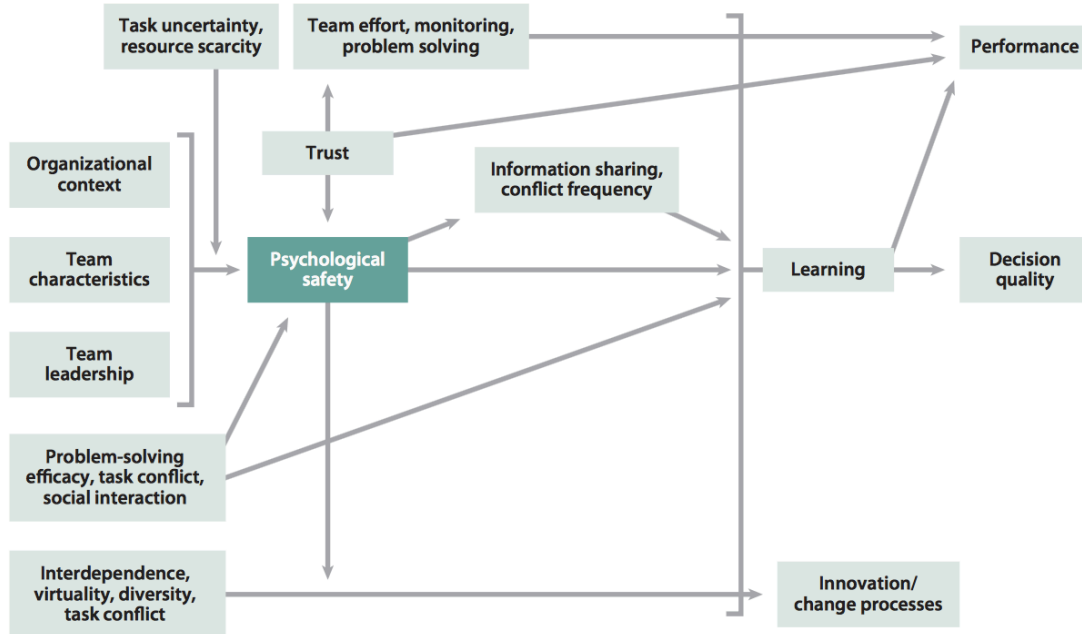 Task uncertainty,
resource scarcity
Team effort, monitoring,
problem solving
Performance
Trust
Organizational
context
Information sharing,
conflict frequency
Team
characteristics
Psychological
safety
Learning
Decision
quality
Team
leadership
Problem-solving
efficacy, task conflict,
social interaction
Interdependence,
virtuality, diversity,
task conflict
Innovation/
change processes